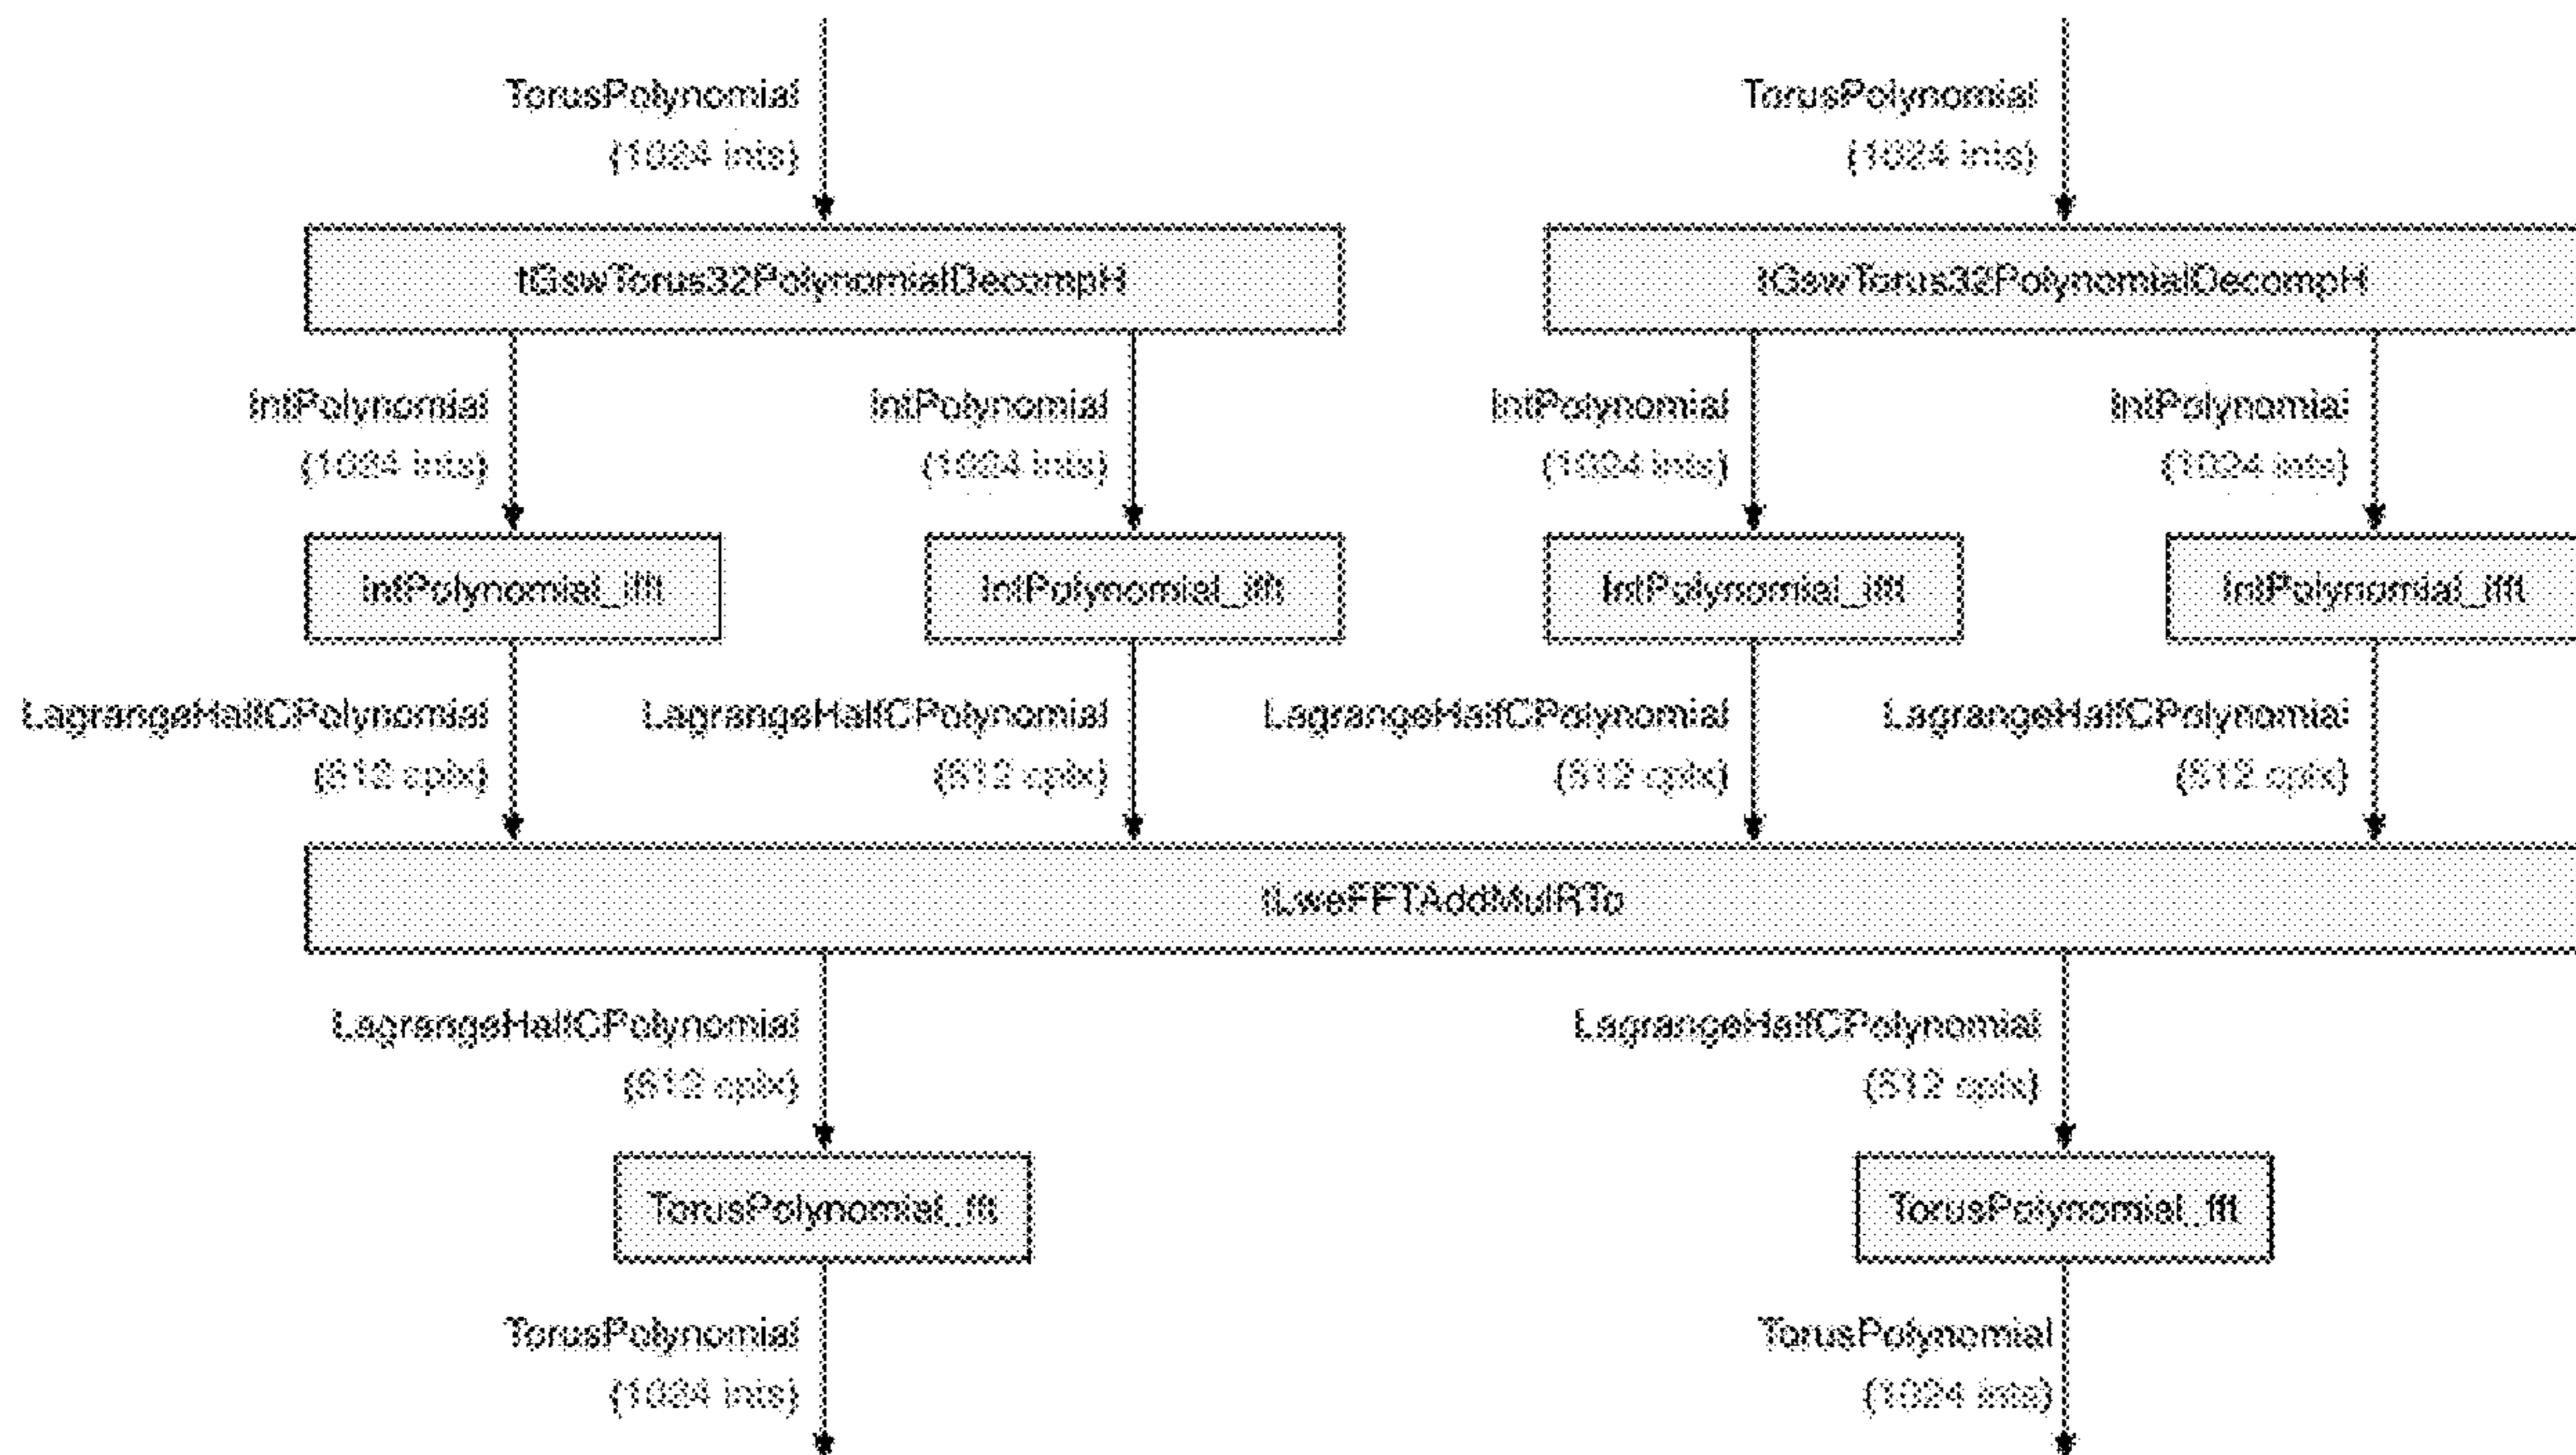 TorusPolynomial
(1024 ints)
TorusPolynomial
(1024 ints)
tGswTorus32PolynomialDecompH
tGswTorus32PolynomialDecompH
IntPolynomial
(1024 ints)
IntPolynomial
(1024 ints)
IntPolynomial
(1024 ints)
IntPolynomial
(1024 ints)
IntPolynomial_ifft
IntPolynomial_ifft
IntPolynomial_ifft
IntPolynomial_ifft
LagrangeHalfCPolynomial
(512 cplx)
LagrangeHalfCPolynomial
(512 cplx)
LagrangeHalfCPolynomial
(512 cplx)
LagrangeHalfCPolynomial
(512 cplx)
tLweFFTAddMulRTo
LagrangeHalfCPolynomial
(512 cplx)
LagrangeHalfCPolynomial
(512 cplx)
TorusPolynomial_fft
TorusPolynomial_fft
TorusPolynomial
(1024 ints)
TorusPolynomial
(1024 ints)